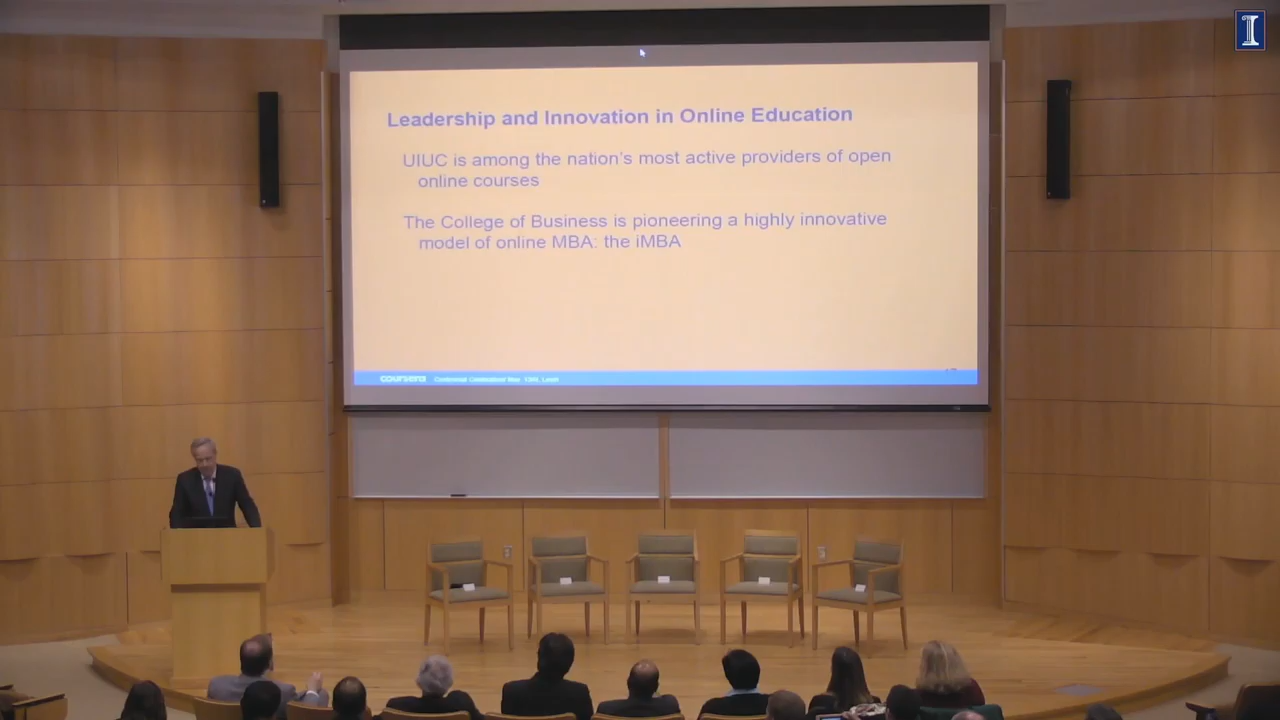 I
Leadership and Innovation in Online Education
UIUC is among the nation's most active providers of open
online courses
The College of Business is pioneering a highly innovative
model of online MBA: the iMBA
coursera